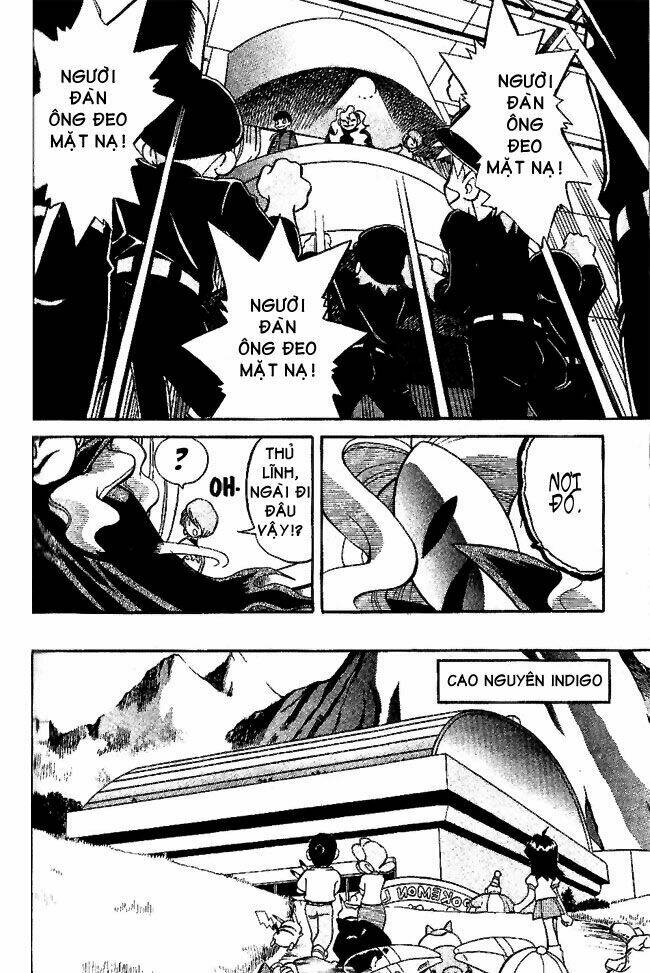 NGƯỜI
ĐÀN
ÔNG ĐEO
MẶT NẠ!
NGƯỜI
ĐÀN
ÔNG ĐEO
MẶT NẠ!
NGƯỜI
ĐÀN
ÔNG ĐEO
MẶT NẠ!
?
OH-
THỦ
LĨNH,
NGÀI ĐI
ĐÂU
VẬY!?
NƠI
ĐÓ.
CAO NGUYÊN INDIGO
POKÉMON L